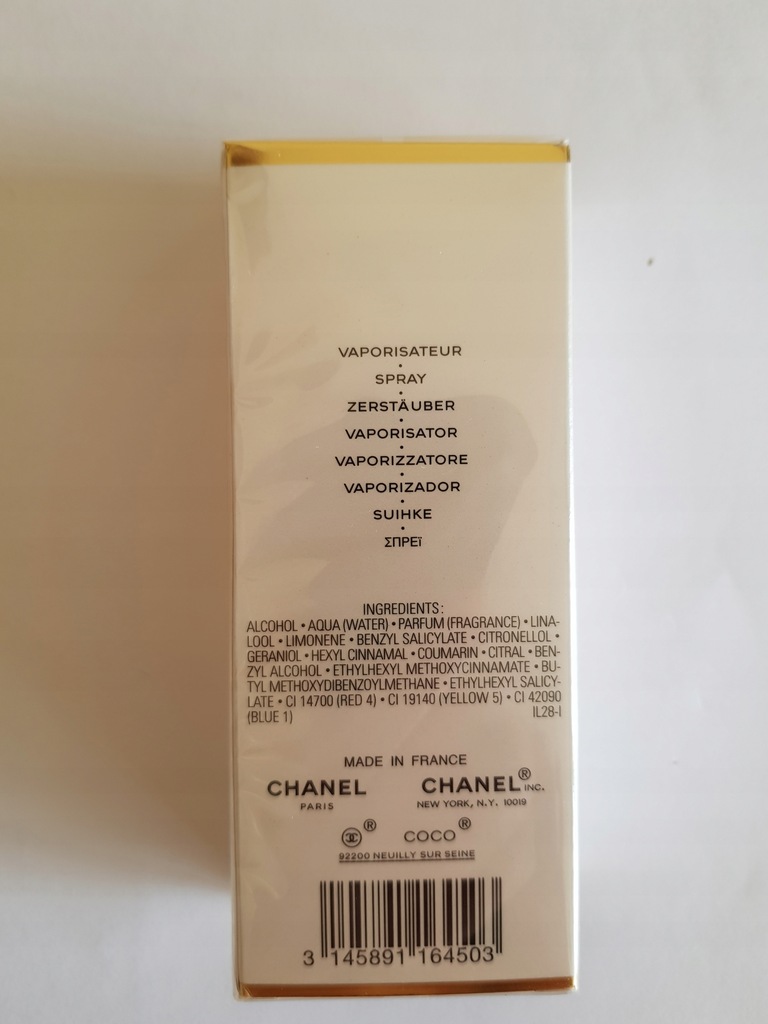 VAPORISATEUR
•
SPRAY
•
ZERSTÄUBER
•
VAPORISATOR
•
VAPORIZZATORE
•
VAPORIZADOR
•
SUIHKE
•
ΣΠΡΕϊ
INGREDIENTS:
ALCOHOL • AQUA (WATER) • PARFUM (FRAGRANCE) • LINA-
LOOL • LIMONENE • BENZYL SALICYLATE • CITRONELLOL •
GERANIOL • HEXYL CINNAMAL • COUMARIN • CITRAL • BEN-
ZYL ALCOHOL • ETHYLHEXYL METHOXYCINNAMATE • BU-
TYL METHOXYDIBENZOYLMETHANE • ETHYLHEXYL SALICY-
LATE • CI 14700 (RED 4) • CI 19140 (YELLOW 5) • CI 42090
(BLUE 1) IL28-I
MADE IN FRANCE
CHANEL CHANEL® INC.
PARIS NEW YORK, N.Y. 10019
® COCO®
92200 NEUILLY SUR SEINE
3 145891 164503